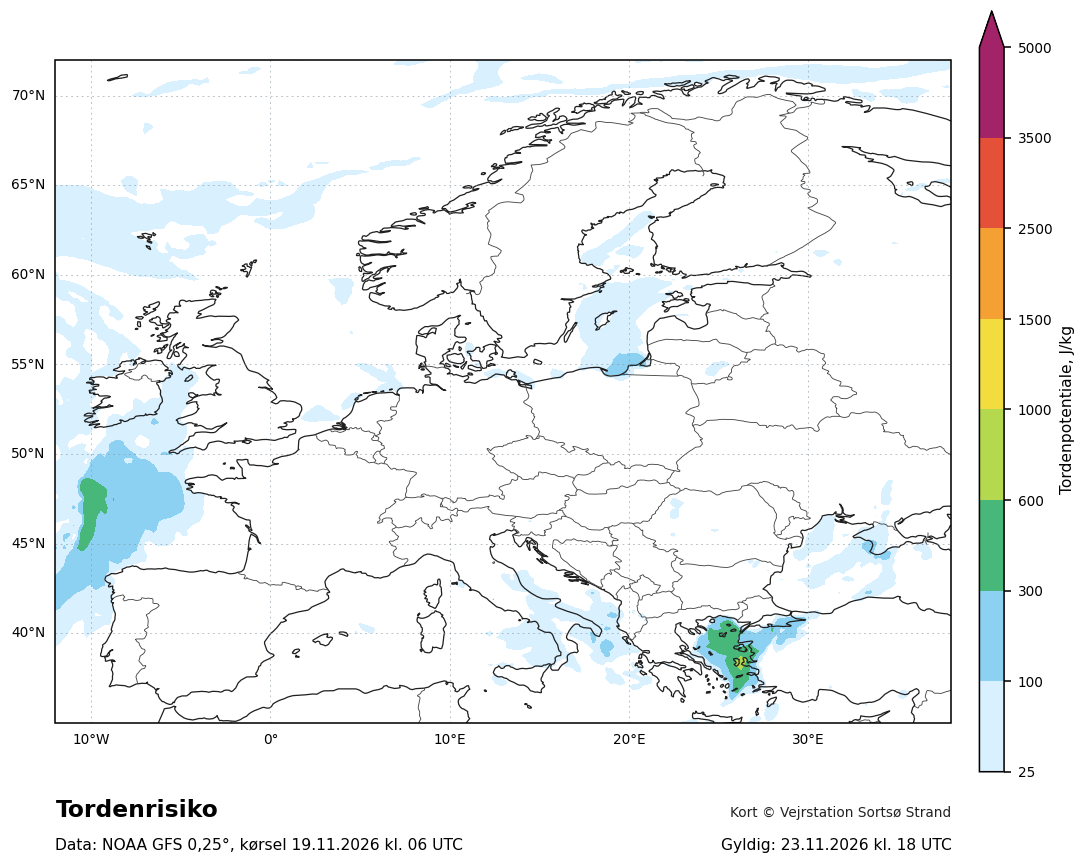 5000
3500
2500
1500
1000
600
300
100
25
Tordenpotentiale, J/kg
70°N
65°N
60°N
55°N
50°N
45°N
40°N
10°W
0°
10°E
20°E
30°E
Tordenrisiko
Kort © Vejrstation Sortsø Strand
Data: NOAA GFS 0,25°, kørsel 19.11.2026 kl. 06 UTC
Gyldig: 23.11.2026 kl. 18 UTC